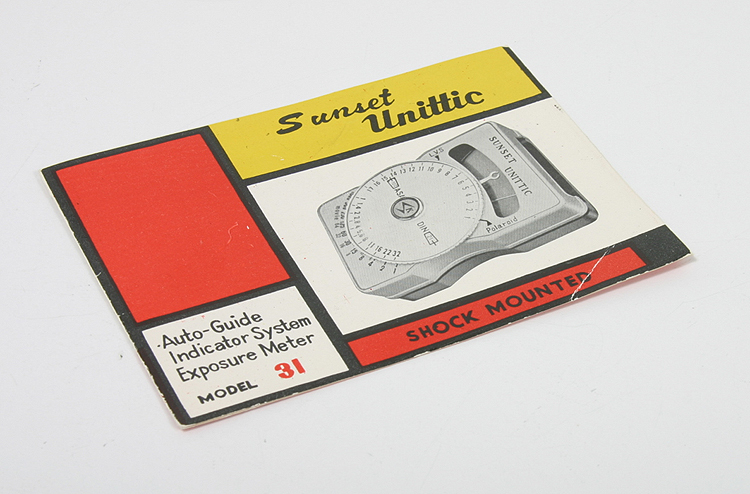 Sunset
Unittic
SUNSET UNITTIC
L.V.S
ASA
DIN
Polaroid
SHOCK MOUNTED
Auto-Guide
Indicator System
Exposure Meter
MODEL 31